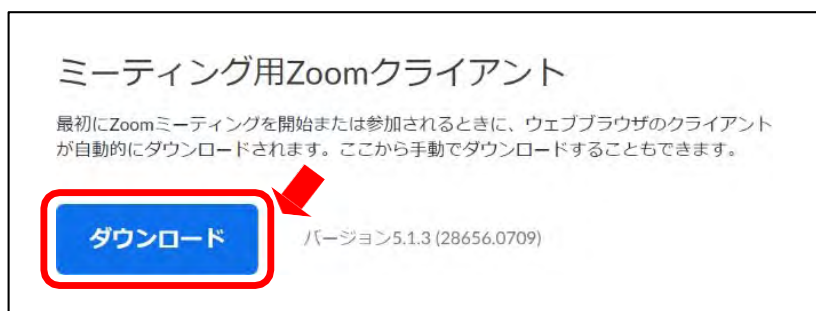 ミーティング用Zoomクライアント
最初にZoomミーティングを開始または参加されるときに、ウェブブラウザのクライアント
が自動的にダウンロードされます。ここから手動でダウンロードすることもできます。
ダウンロード
バージョン5.1.3 (28656.0709)